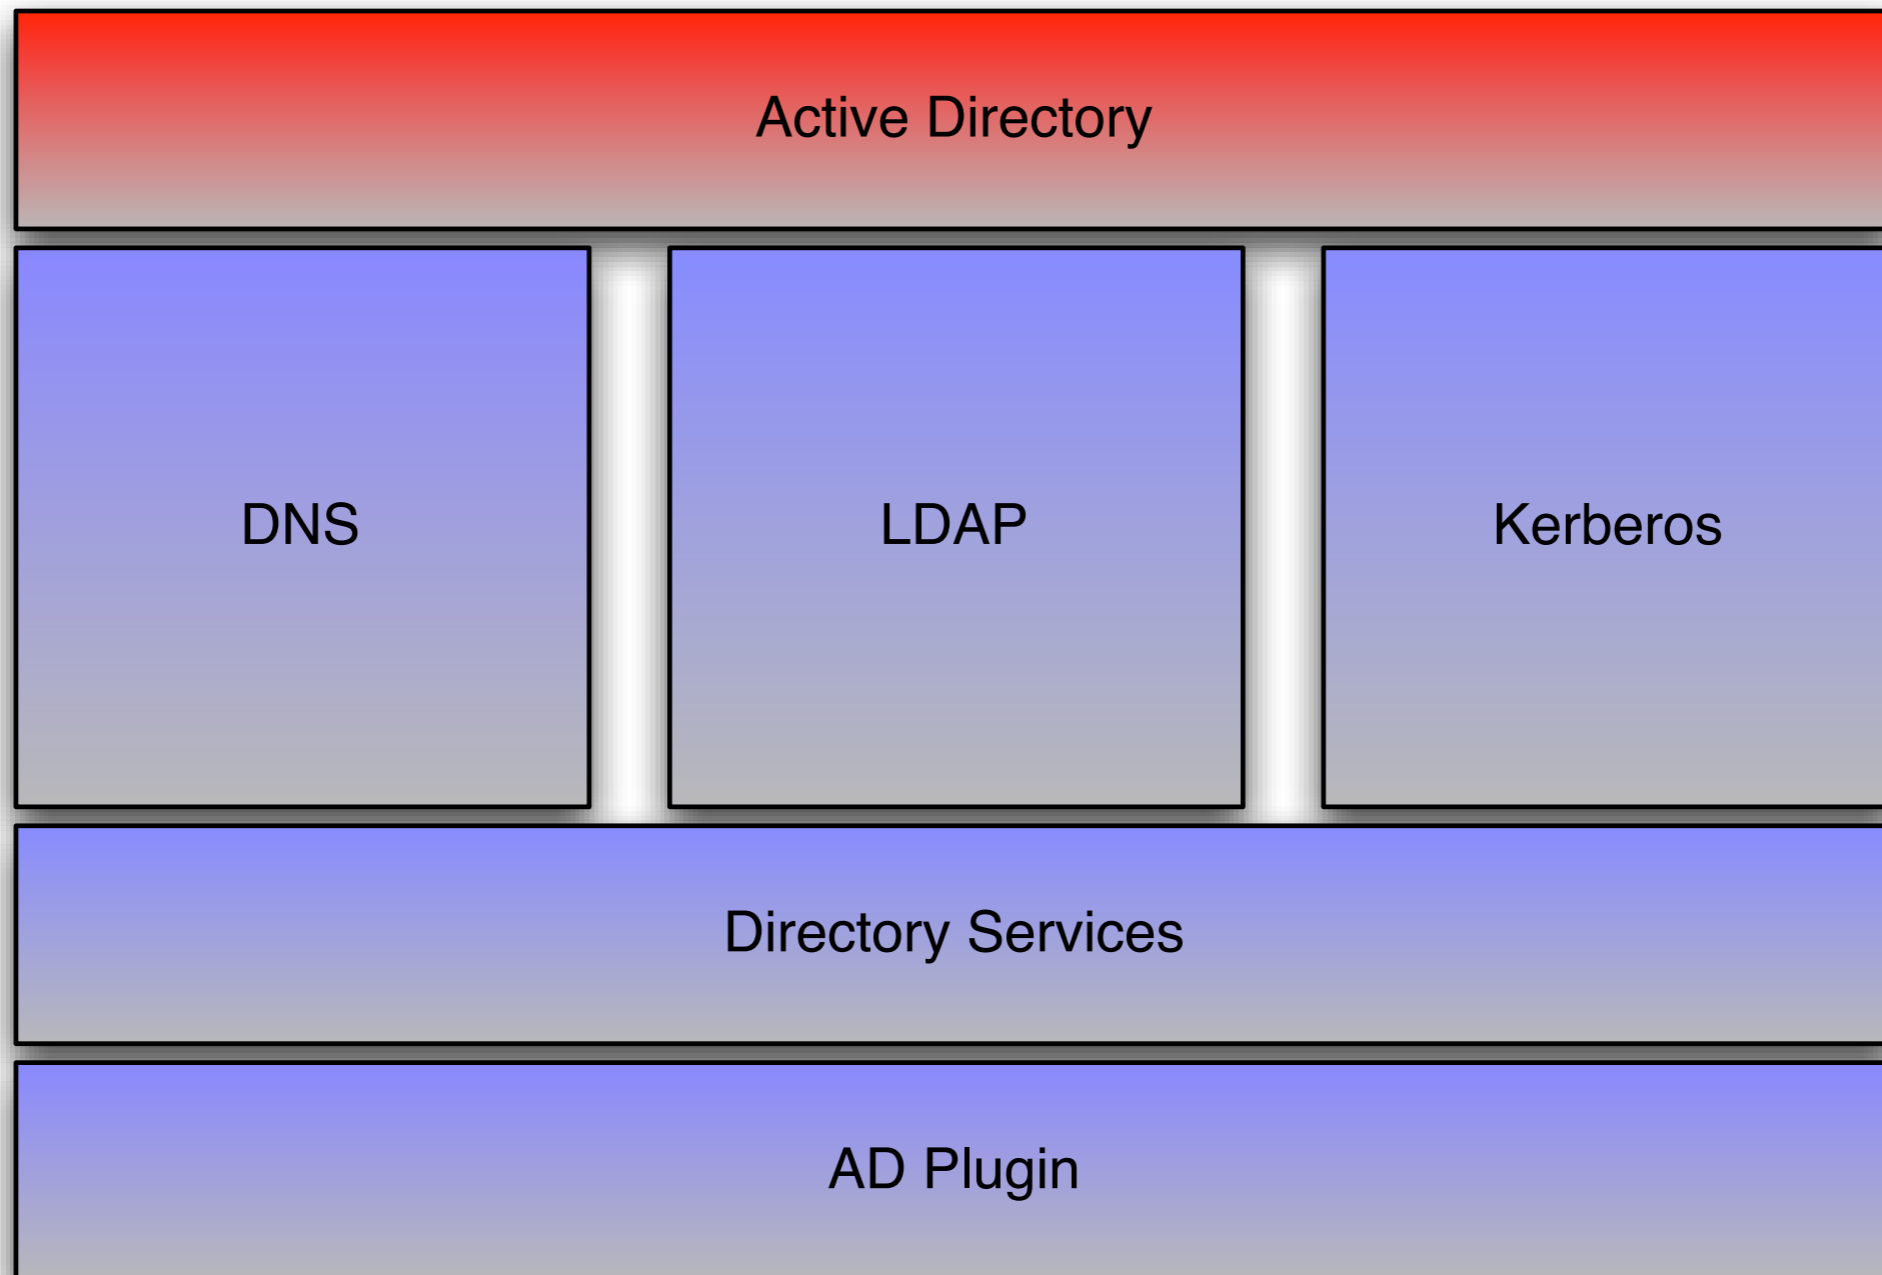 Active Directory
DNS
LDAP
Kerberos
Directory Services
AD Plugin